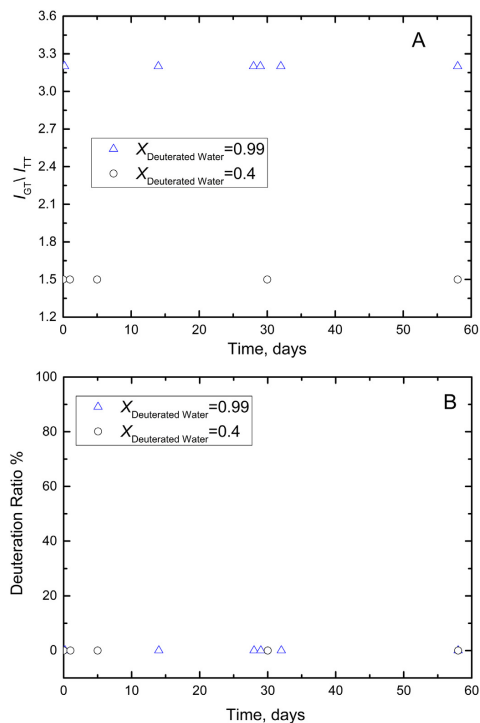 A
3.6
3.3
3.0
2.7
2.4
2.1
1.8
1.5
1.2
I_GT\ I_TT
X_Deuterated Water=0.99
X_Deuterated Water=0.4
0 10 20 30 40 50 60
Time, days
B
100
80
60
40
20
0
Deuteration Ratio %
X_Deuterated Water=0.99
X_Deuterated Water=0.4
0 10 20 30 40 50 60
Time, days